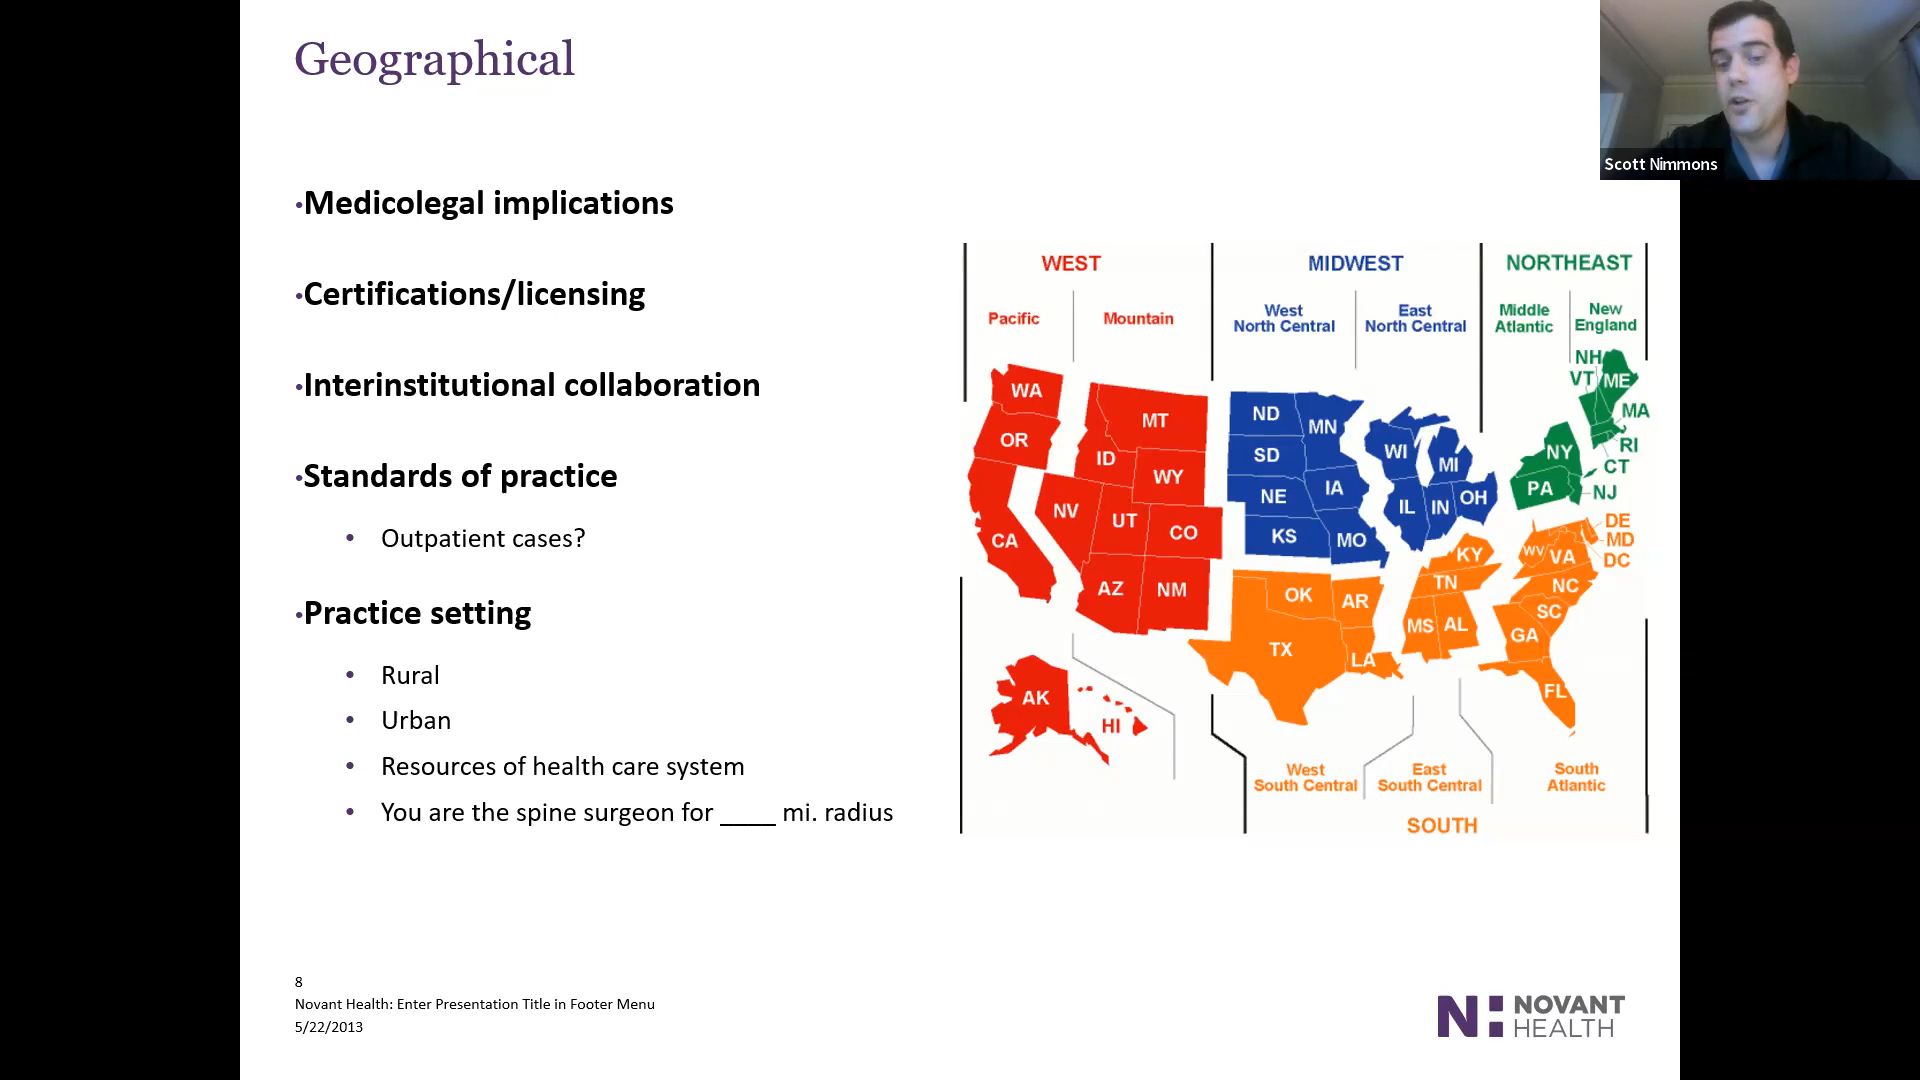 Geographical
Scott Nimmons
•Medicolegal implications
•Certifications/licensing
•Interinstitutional collaboration
•Standards of practice
• Outpatient cases?
•Practice setting
• Rural
• Urban
• Resources of health care system
• You are the spine surgeon for ____ mi. radius
WEST
MIDWEST
NORTHEAST
Pacific
Mountain
West
North Central
East
North Central
Middle
Atlantic
New
England
WA
OR
CA
MT
ID
WY
NV
UT
CO
AZ
NM
AK
HI
ND
MN
SD
NE
IA
KS
MO
WI
MI
IL
IN
OH
NH
VT
ME
MA
RI
CT
NJ
NY
PA
DE
MD
DC
WV
VA
KY
TN
NC
SC
OK
AR
MS
AL
GA
TX
LA
FL
West
South Central
East
South Central
South
Atlantic
SOUTH
8
Novant Health: Enter Presentation Title in Footer Menu
5/22/2013
NOVANT
HEALTH